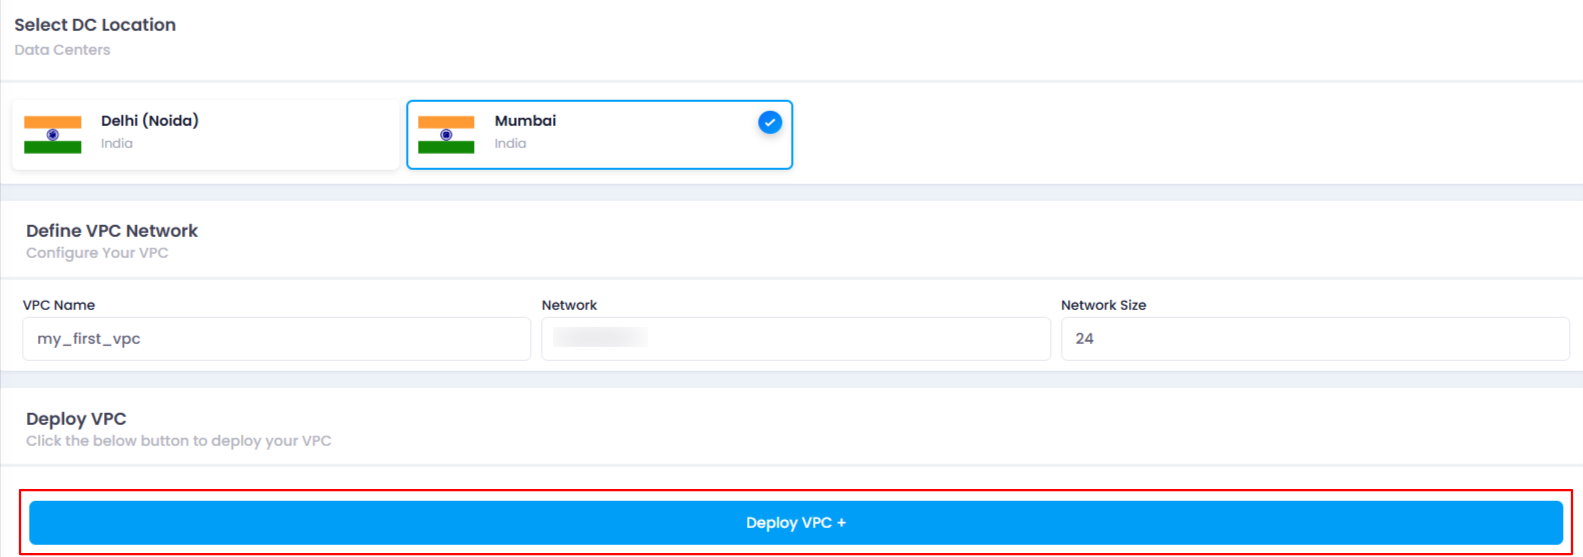 Select DC Location
Data Centers
Delhi (Noida)
India
Mumbai
India
Define VPC Network
Configure Your VPC
VPC Name
Network
Network Size
my_first_vpc
24
Deploy VPC
Click the below button to deploy your VPC
Deploy VPC +